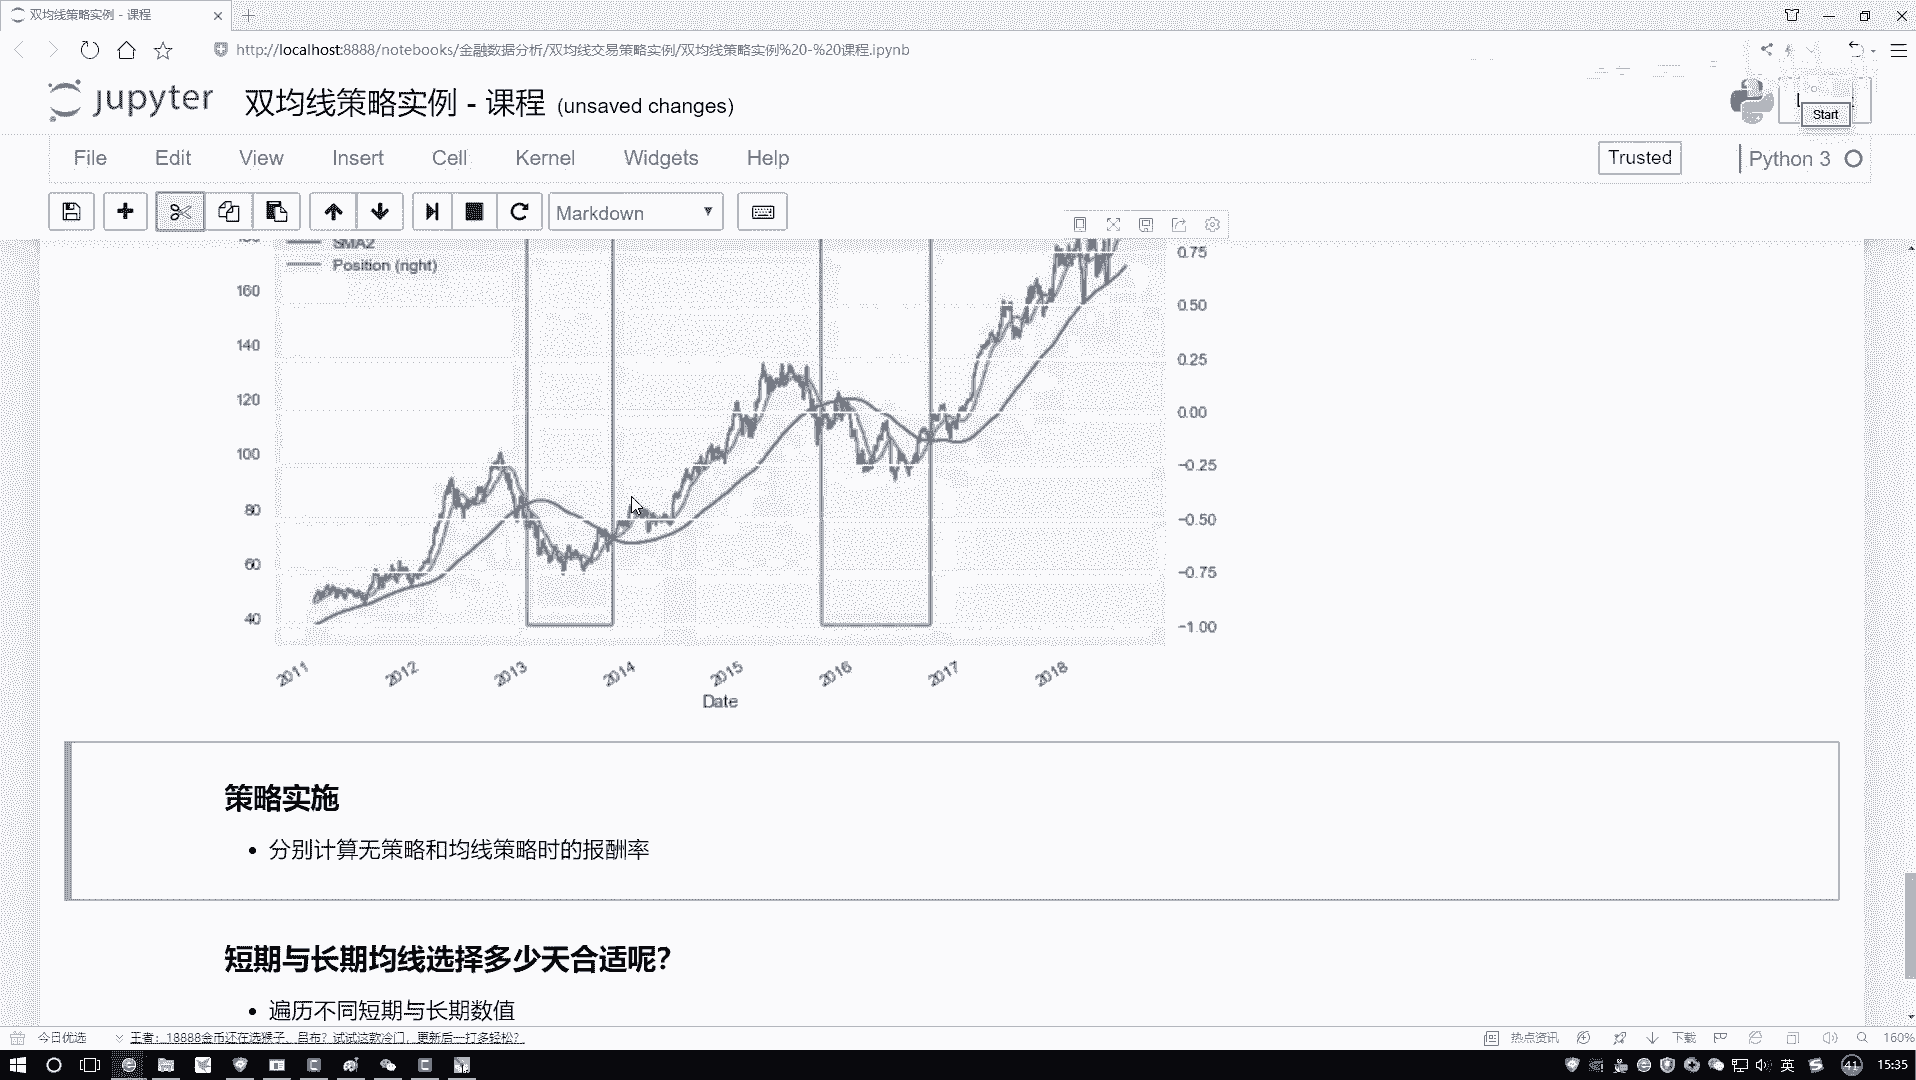 双均线策略实例 - 课程
http://localhost:8888/notebooks/金融数据分析/双均线交易策略实例/双均线策略实例%20-%20课程.ipynb
jupyter 双均线策略实例 - 课程 (unsaved changes)
Start
File Edit View Insert Cell Kernel Widgets Help
Trusted Python 3
Markdown
SMA2
Position (right)
160
140
120
100
80
60
40
0.75
0.50
0.25
0.00
−0.25
−0.50
−0.75
−1.00
2011 2012 2013 2014 2015 2016 2017 2018
Date
策略实施
分别计算无策略和均线策略时的报酬率
短期与长期均线选择多少天合适呢?
遍历不同短期与长期数值
今日优选 王者：18888金币还在选猴子、吕布？试试这款冷门，更新后一打多轻松？
热点资讯 下载 160%
英 41 15:35